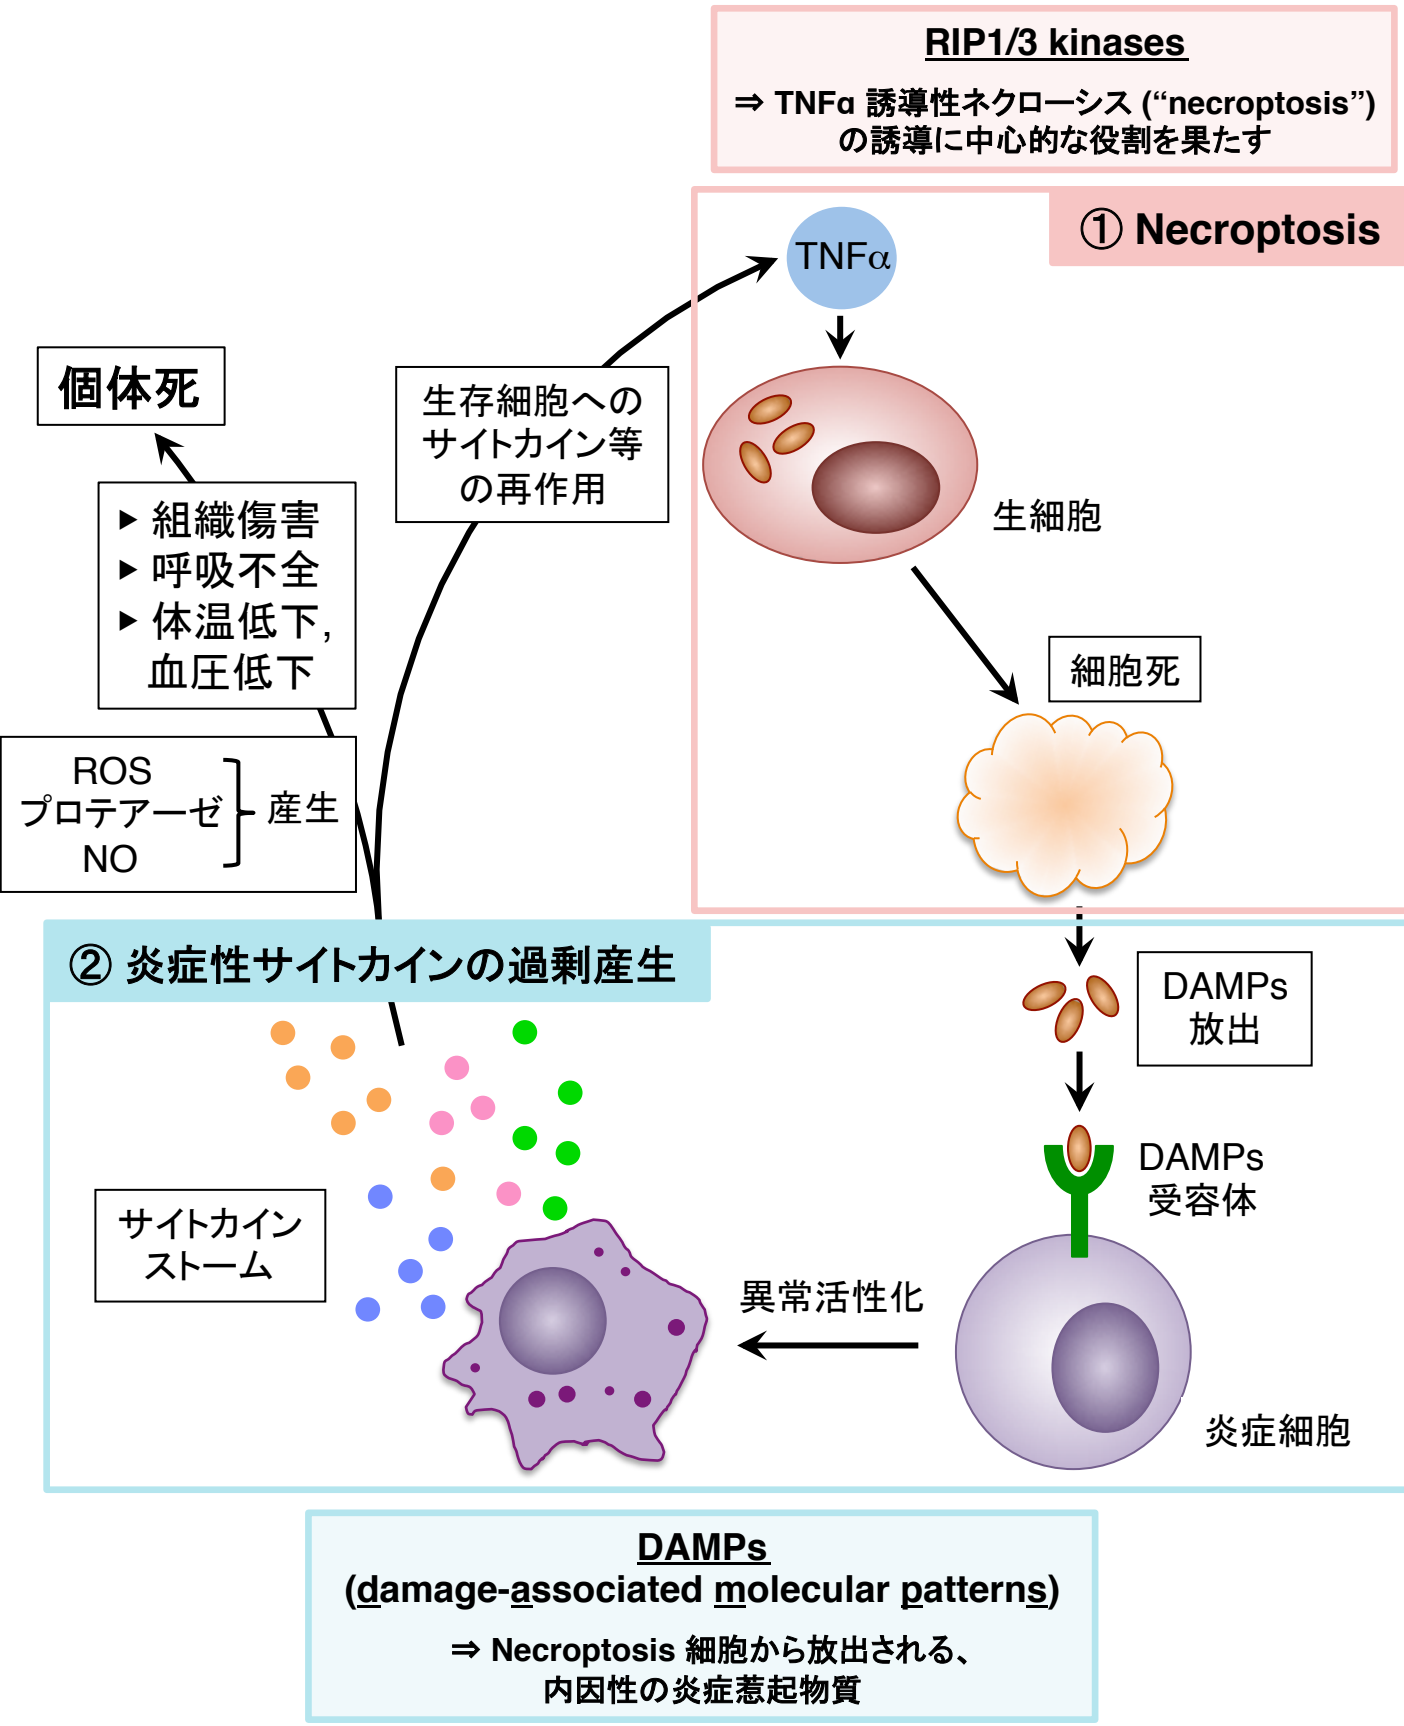 RIP1/3 kinases
⇒ TNFα 誘導性ネクローシス (“necroptosis”)
の誘導に中心的な役割を果たす
① Necroptosis
TNFα
生細胞
細胞死
個体死
生存細胞への
サイトカイン等
の再作用
▶ 組織傷害
▶ 呼吸不全
▶ 体温低下,
血圧低下
ROS
プロテアーゼ
NO
産生
② 炎症性サイトカインの過剰産生
DAMPs
放出
DAMPs
受容体
サイトカイン
ストーム
異常活性化
炎症細胞
DAMPs
(damage-associated molecular patterns)
⇒ Necroptosis 細胞から放出される、
内因性の炎症惹起物質